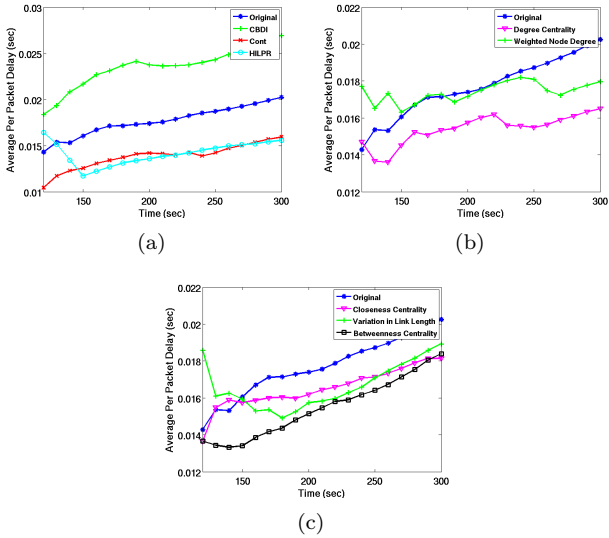 0.03
0.025
0.02
0.015
0.01
Average Per Packet Delay (sec)
Original
CBDI
Cont
HILPR
150 200 250 300
Time (sec)
(a)
0.022
0.02
0.018
0.016
0.014
0.012
Average Per Packet Delay (sec)
Original
Degree Centrality
Weighted Node Degree
150 200 250 300
Time (sec)
(b)
0.022
0.02
0.018
0.016
0.014
0.012
Average Per Packet Delay (sec)
Original
Closeness Centrality
Variation in Link Length
Betweenness Centrality
150 200 250 300
Time (sec)
(c)